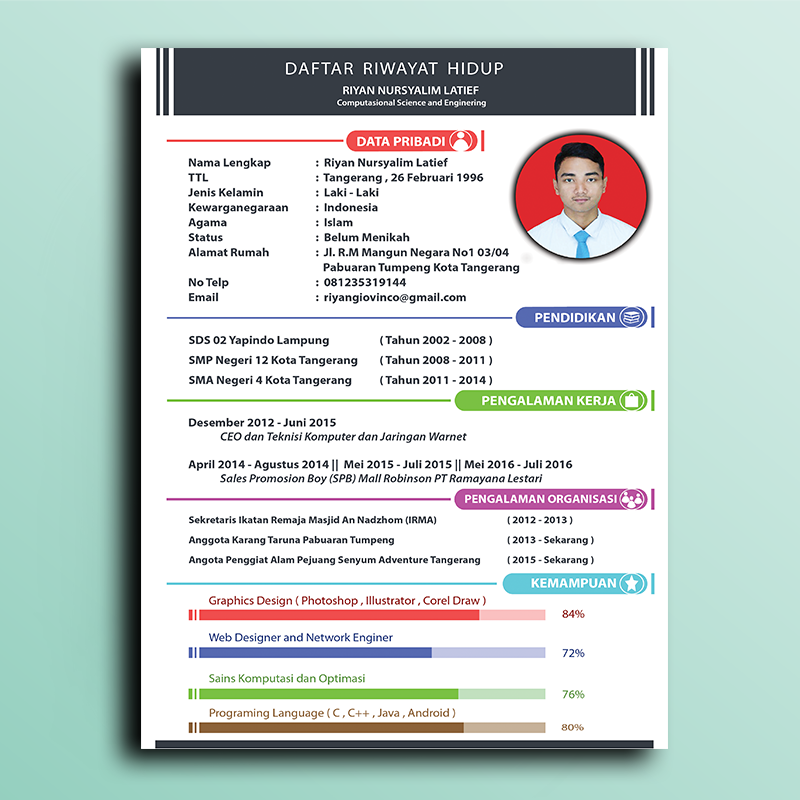 DAFTAR RIWAYAT HIDUP
RIYAN NURSYALIM LATIEF
Computasional Science and Enginering
DATA PRIBADI
Nama Lengkap : Riyan Nursyalim Latief
TTL : Tangerang , 26 Februari 1996
Jenis Kelamin : Laki - Laki
Kewarganegaraan : Indonesia
Agama : Islam
Status : Belum Menikah
Alamat Rumah : Jl. R.M Mangun Negara No1 03/04
Pabuaran Tumpeng Kota Tangerang
No Telp : 081235319144
Email : riyangiovinco@gmail.com
PENDIDIKAN
SDS 02 Yapindo Lampung ( Tahun 2002 - 2008 )
SMP Negeri 12 Kota Tangerang ( Tahun 2008 - 2011 )
SMA Negeri 4 Kota Tangerang ( Tahun 2011 - 2014 )
PENGALAMAN KERJA
Desember 2012 - Juni 2015
CEO dan Teknisi Komputer dan Jaringan Warnet
April 2014 - Agustus 2014 || Mei 2015 - Juli 2015 || Mei 2016 - Juli 2016
Sales Promosion Boy (SPB) Mall Robinson PT Ramayana Lestari
PENGALAMAN ORGANISASI
Sekretaris Ikatan Remaja Masjid An Nadzhom (IRMA) ( 2012 - 2013 )
Anggota Karang Taruna Pabuaran Tumpeng ( 2013 - Sekarang )
Angota Penggiat Alam Pejuang Senyum Adventure Tangerang ( 2015 - Sekarang )
KEMAMPUAN
Graphics Design ( Photoshop , Illustrator , Corel Draw )
84%
Web Designer and Network Enginer
72%
Sains Komputasi dan Optimasi
76%
Programing Language ( C , C++ , Java , Android )
80%